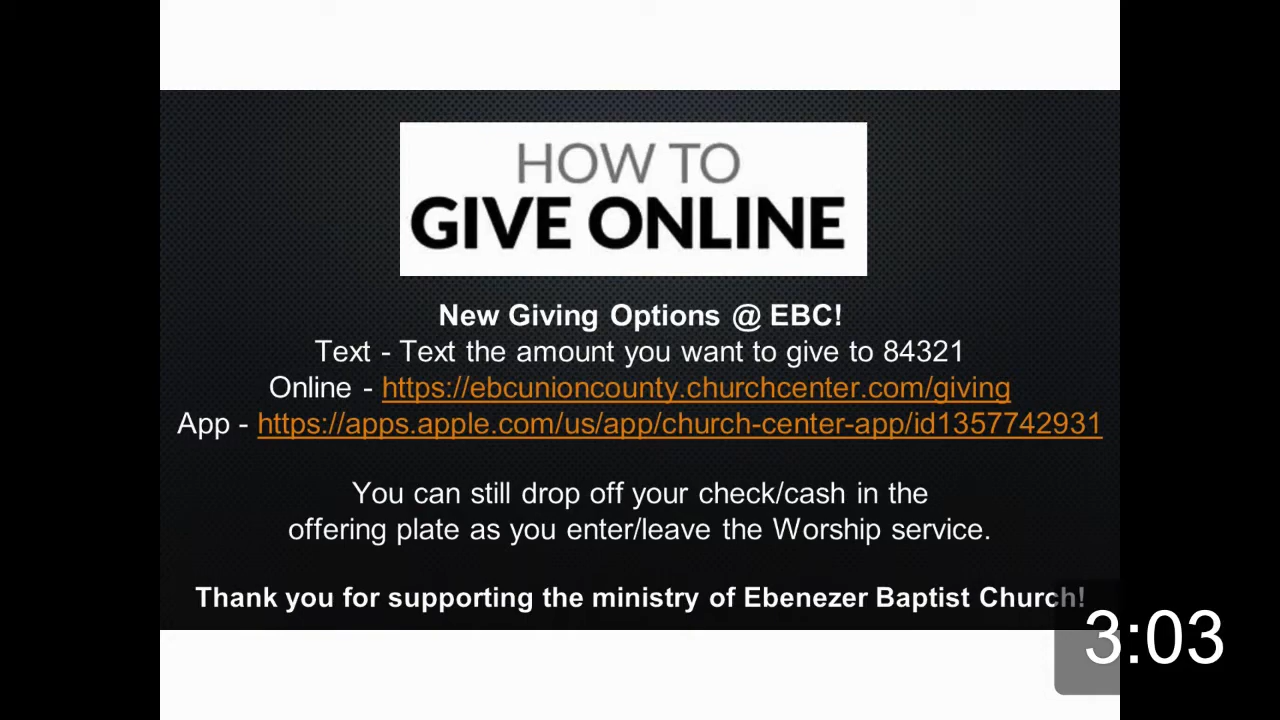 HOW TO
GIVE ONLINE
New Giving Options @ EBC!
Text - Text the amount you want to give to 84321
Online - https://ebcunioncounty.churchcenter.com/giving
App - https://apps.apple.com/us/app/church-center-app/id1357742931
You can still drop off your check/cash in the
offering plate as you enter/leave the Worship service.
Thank you for supporting the ministry of Ebenezer Baptist Church!
3:03